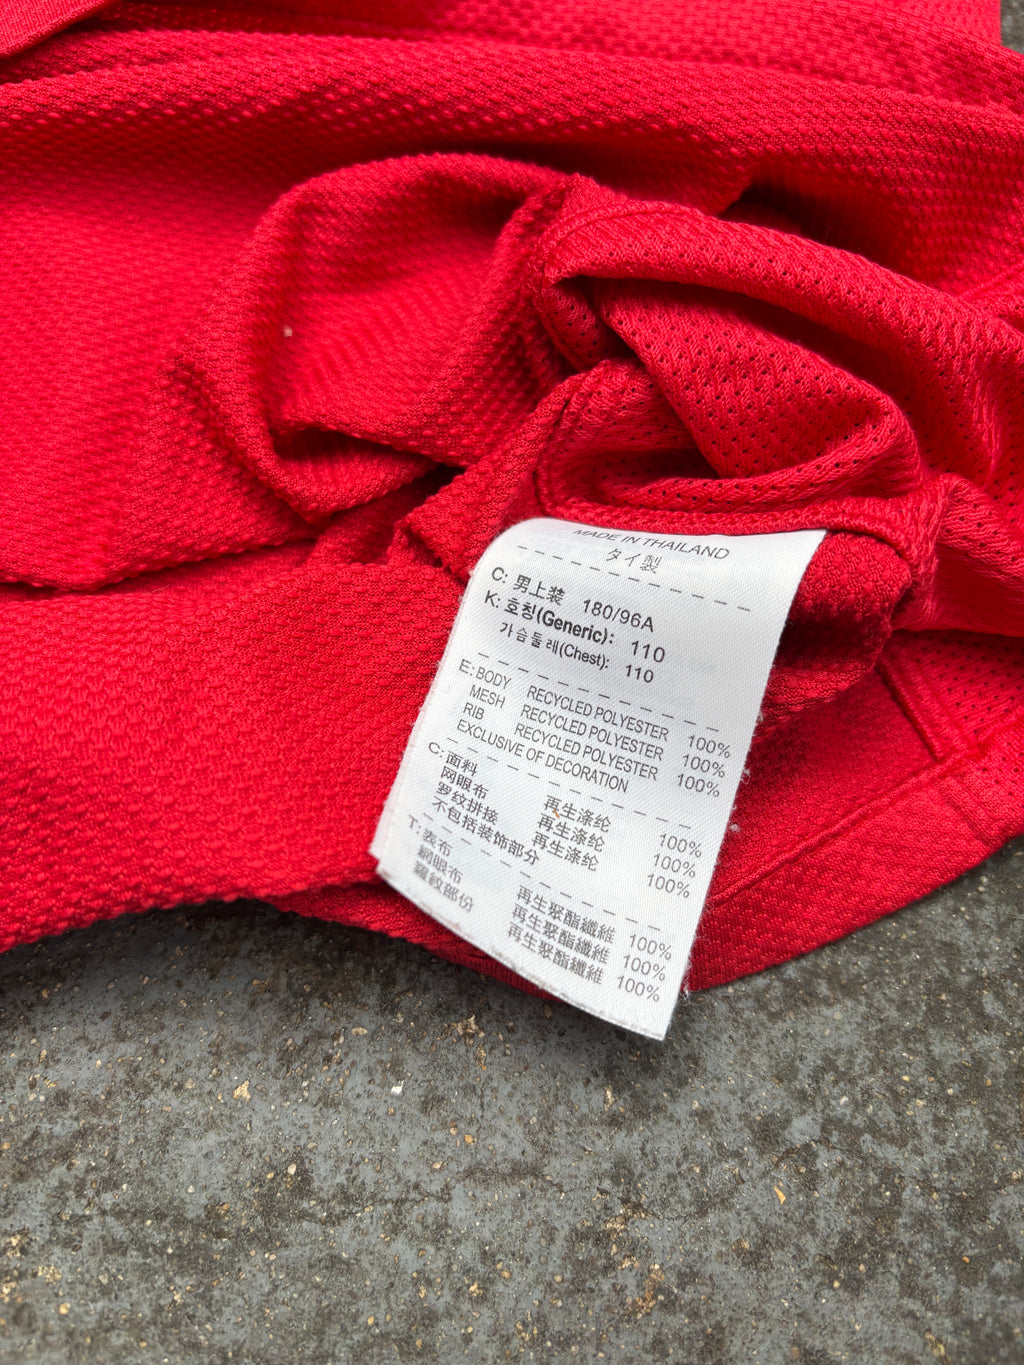 MADE IN THAILAND
タイ製
C: 男上装 180/96A
K: 호칭(Generic): 110
가슴둘레(Chest): 110
E: BODY RECYCLED POLYESTER 100%
MESH RECYCLED POLYESTER 100%
RIB RECYCLED POLYESTER 100%
EXCLUSIVE OF DECORATION
C: 面料 再生涤纶 100%
网眼布 再生涤纶 100%
罗纹拼接 再生涤纶 100%
不包括装饰部分
T: 表布 再生聚酯纖維 100%
網眼布 再生聚酯纖維 100%
羅紋部份 再生聚酯纖維 100%